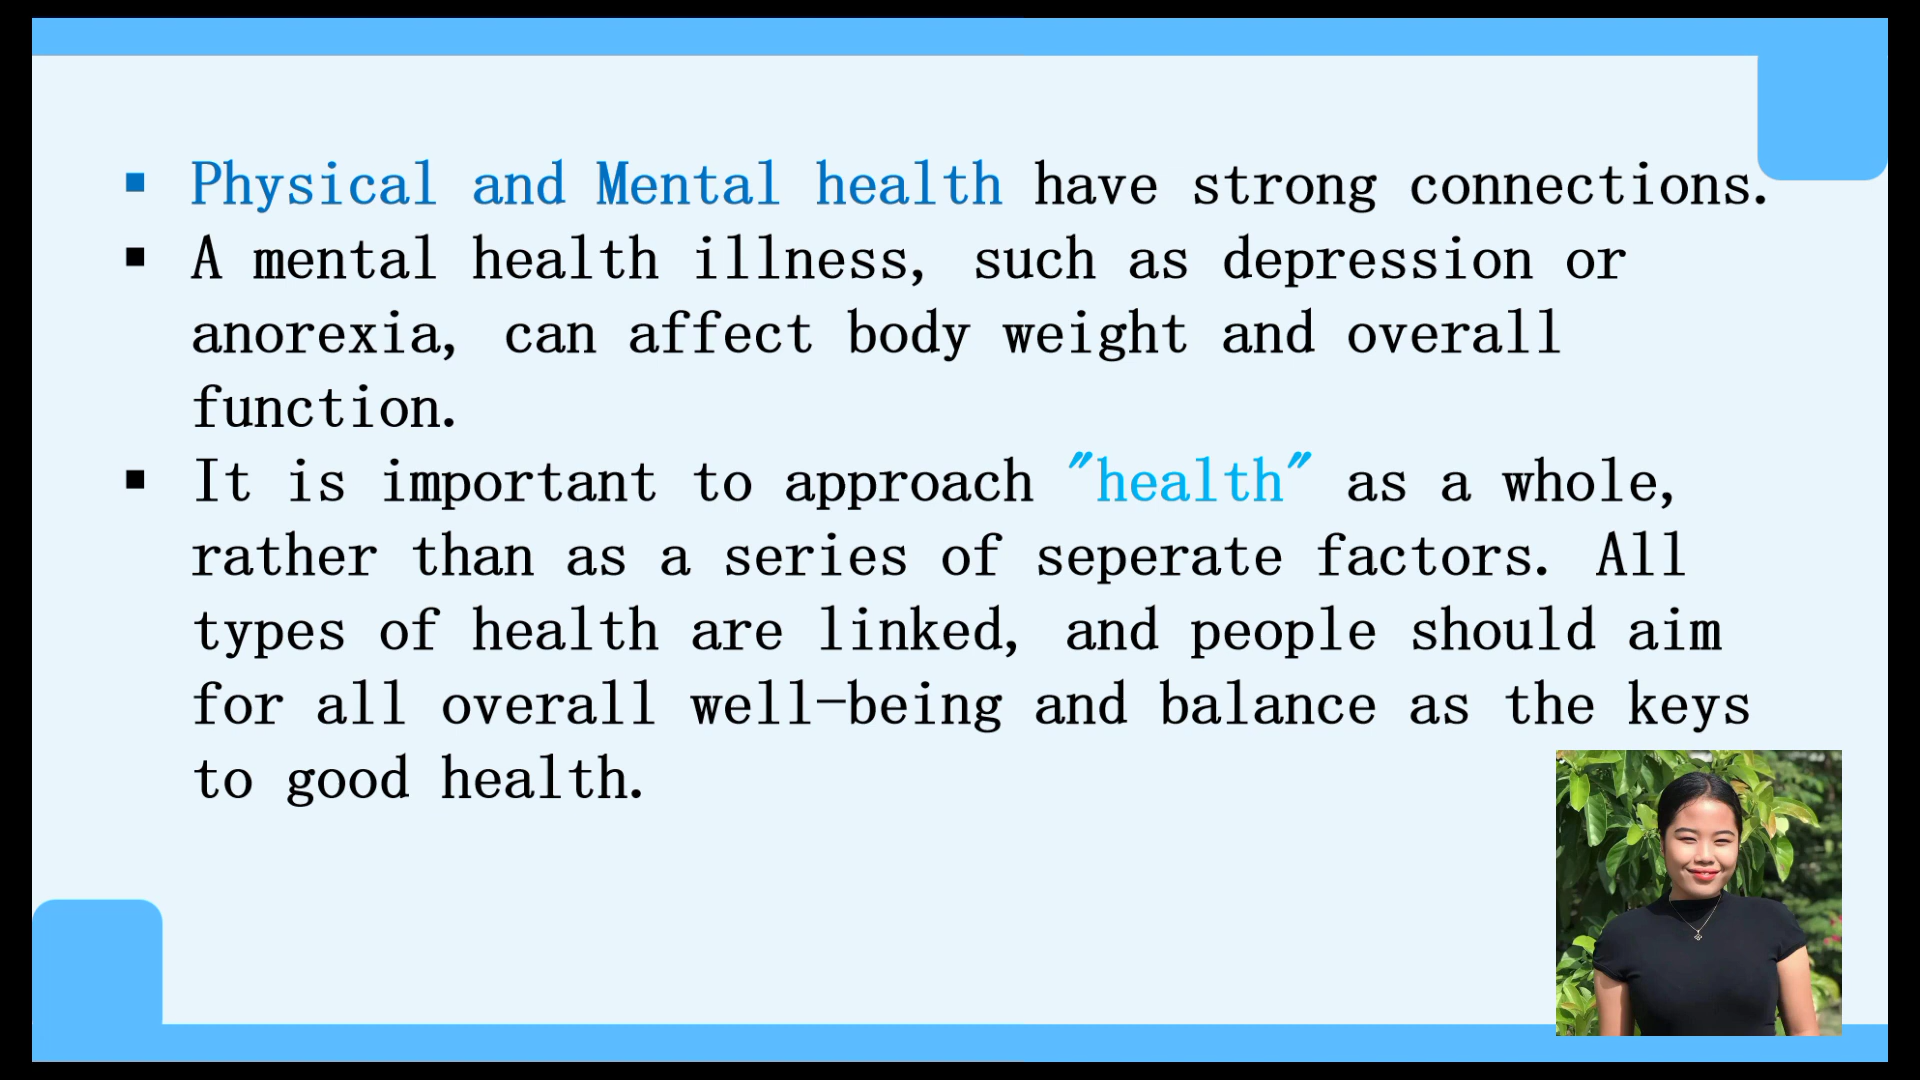 ▪ Physical and Mental health have strong connections.
▪ A mental health illness, such as depression or
anorexia, can affect body weight and overall
function.
▪ It is important to approach "health" as a whole,
rather than as a series of seperate factors. All
types of health are linked, and people should aim
for all overall well-being and balance as the keys
to good health.